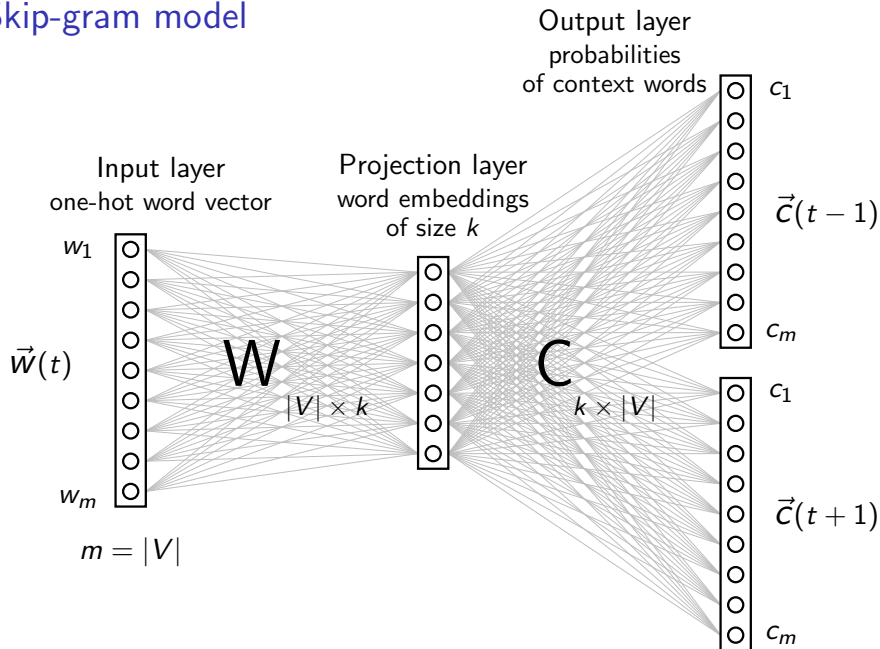 Skip-gram model
Output layer
probabilities
of context words
Input layer
one-hot word vector
Projection layer
word embeddings
of size k
w₁
w⃗(t)
wₘ
m = |V|
W
|V| × k
C
k × |V|
c₁
c⃗(t − 1)
cₘ
c₁
c⃗(t + 1)
cₘ